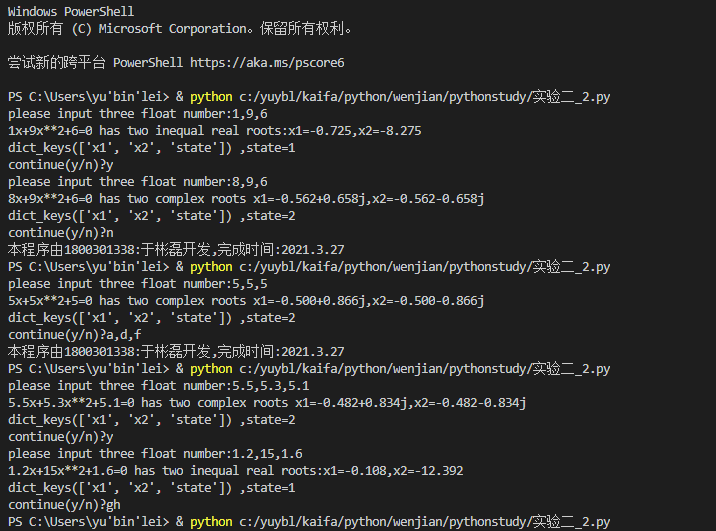 Windows PowerShell
版权所有 (C) Microsoft Corporation。保留所有权利。
尝试新的跨平台 PowerShell https://aka.ms/pscore6
PS C:\Users\yu'bin'lei> & python c:/yuybl/kaifa/python/wenjian/pythonstudy/实验二_2.py
please input three float number:1,9,6
1x+9x**2+6=0 has two inequal real roots:x1=-0.725,x2=-8.275
dict_keys(['x1', 'x2', 'state']) ,state=1
continue(y/n)?y
please input three float number:8,9,6
8x+9x**2+6=0 has two complex roots x1=-0.562+0.658j,x2=-0.562-0.658j
dict_keys(['x1', 'x2', 'state']) ,state=2
continue(y/n)?n
本程序由1800301338:于彬磊开发,完成时间:2021.3.27
PS C:\Users\yu'bin'lei> & python c:/yuybl/kaifa/python/wenjian/pythonstudy/实验二_2.py
please input three float number:5,5,5
5x+5x**2+5=0 has two complex roots x1=-0.500+0.866j,x2=-0.500-0.866j
dict_keys(['x1', 'x2', 'state']) ,state=2
continue(y/n)?a,d,f
本程序由1800301338:于彬磊开发,完成时间:2021.3.27
PS C:\Users\yu'bin'lei> & python c:/yuybl/kaifa/python/wenjian/pythonstudy/实验二_2.py
please input three float number:5.5,5.3,5.1
5.5x+5.3x**2+5.1=0 has two complex roots x1=-0.482+0.834j,x2=-0.482-0.834j
dict_keys(['x1', 'x2', 'state']) ,state=2
continue(y/n)?y
please input three float number:1.2,15,1.6
1.2x+15x**2+1.6=0 has two inequal real roots:x1=-0.108,x2=-12.392
dict_keys(['x1', 'x2', 'state']) ,state=1
continue(y/n)?gh
PS C:\Users\yu'bin'lei> & python c:/yuybl/kaifa/python/wenjian/pythonstudy/实验二_2.py